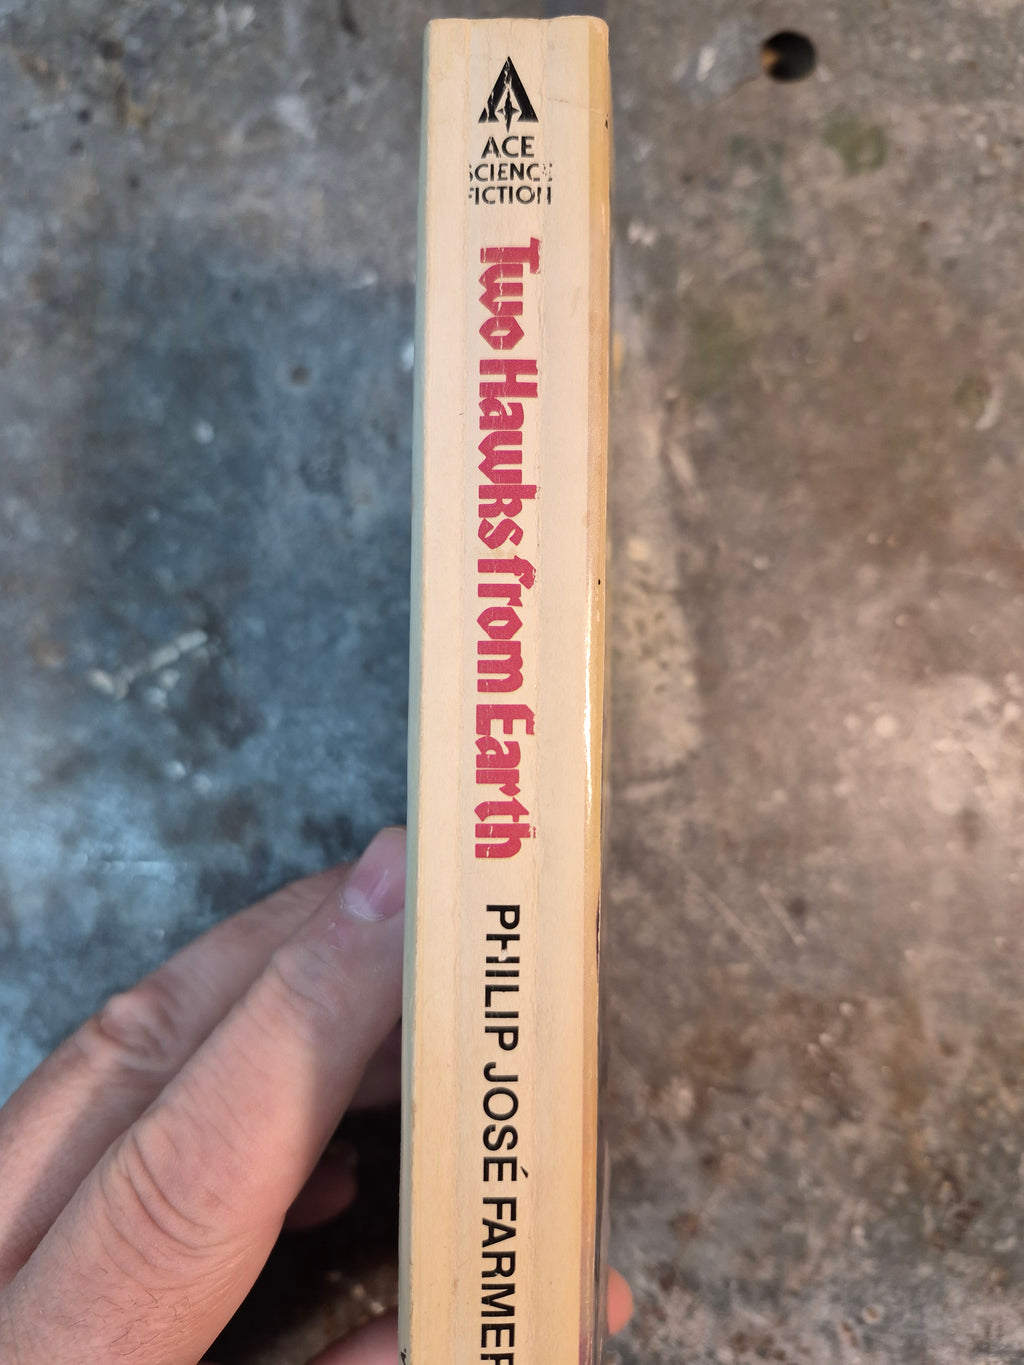 ACE
SCIENCE
FICTION
Two Hawks from Earth
PHILIP JOSÉ FARMER